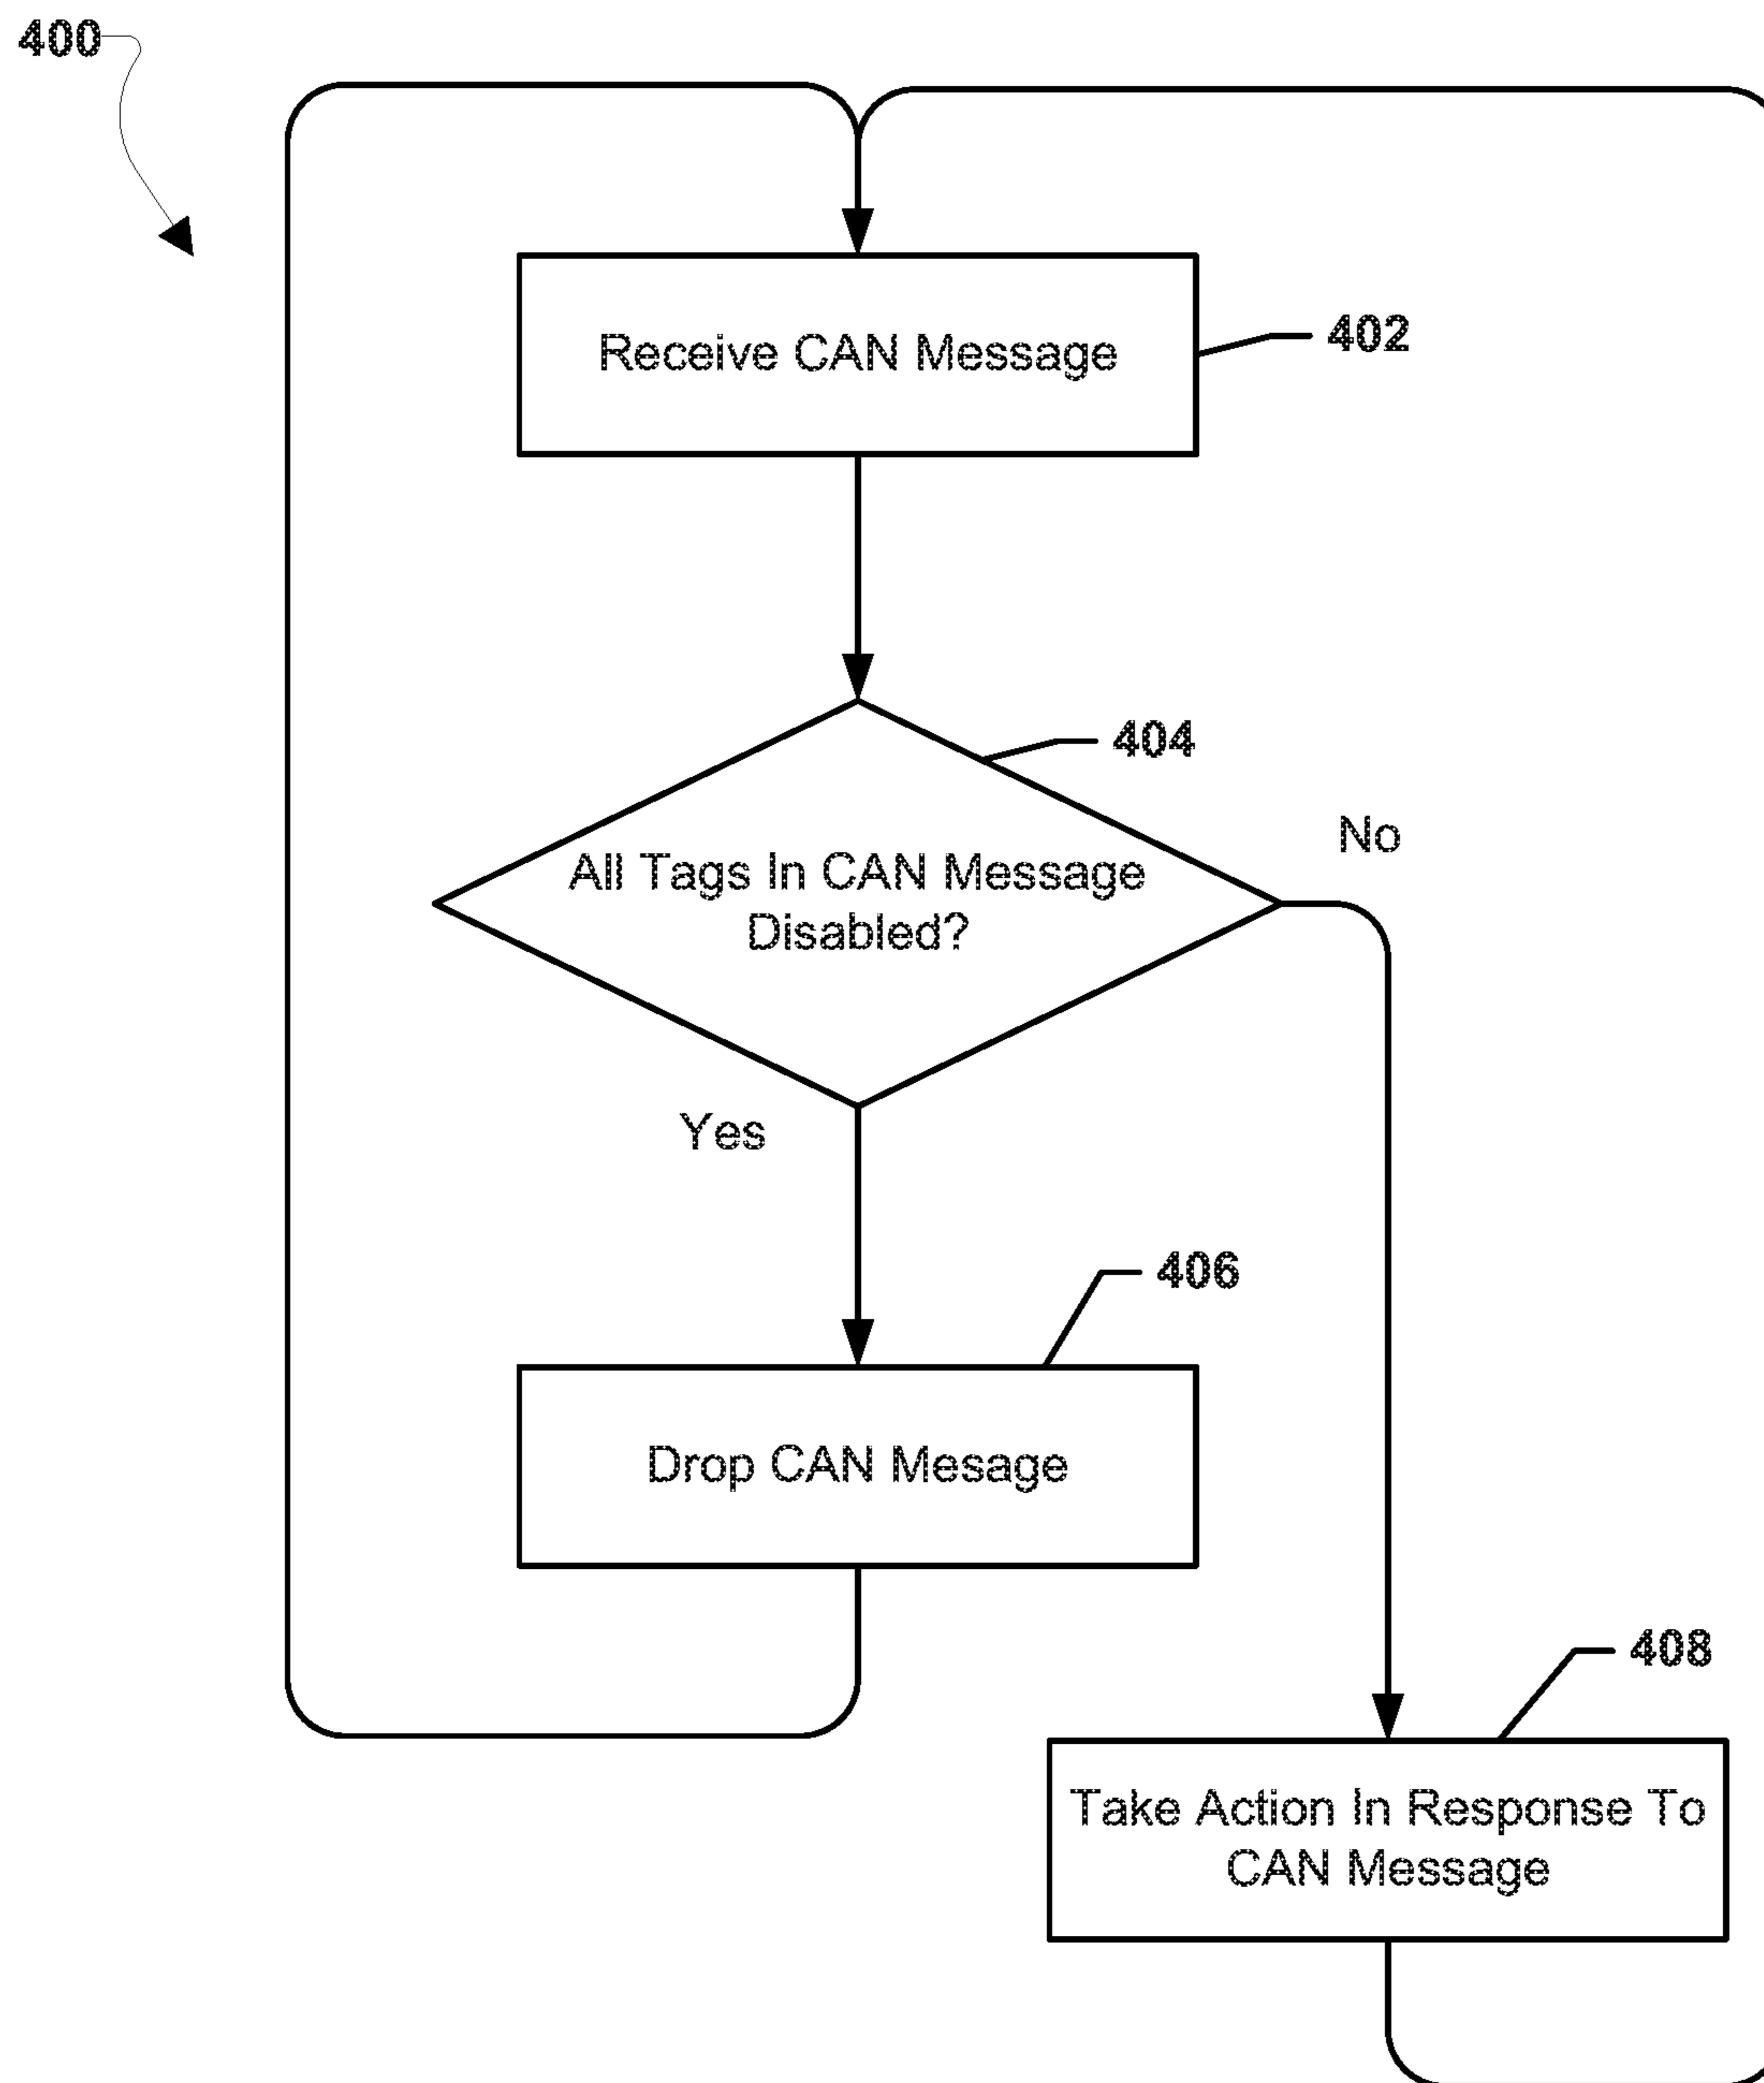 400
Receive CAN Message
402
404
No
All Tags In CAN Message
Disabled?
Yes
406
Drop CAN Mesage
408
Take Action In Response To
CAN Message